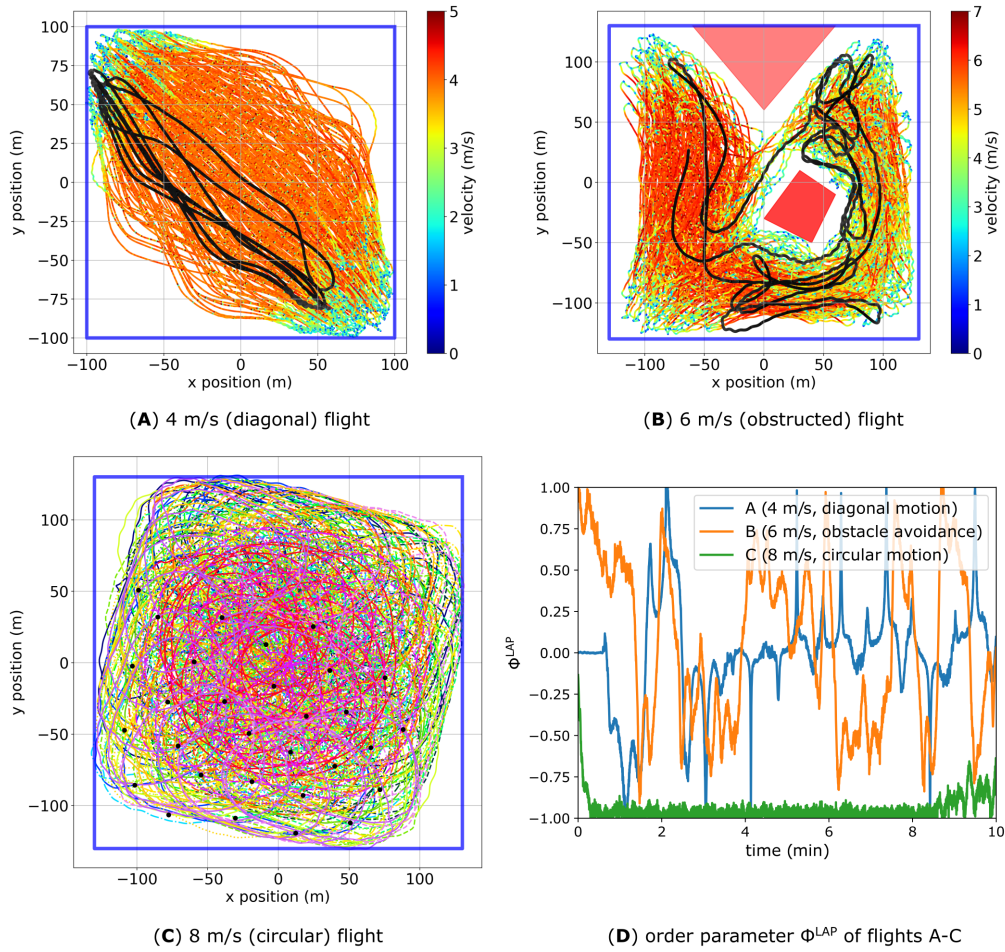 100
75
50
25
0
−25
−50
−75
−100
y position (m)
−100 −50 0 50 100
x position (m)
5
4
3
2
1
0
velocity (m/s)
(A) 4 m/s (diagonal) flight
100
50
0
−50
−100
y position (m)
−100 −50 0 50 100
x position (m)
7
6
5
4
3
2
1
0
velocity (m/s)
(B) 6 m/s (obstructed) flight
100
50
0
−50
−100
y position (m)
−100 −50 0 50 100
x position (m)
(C) 8 m/s (circular) flight
1.00
0.75
0.50
0.25
0.00
−0.25
−0.50
−0.75
−1.00
Φᴸᴬᴾ
A (4 m/s, diagonal motion)
B (6 m/s, obstacle avoidance)
C (8 m/s, circular motion)
0 2 4 6 8 10
time (min)
(D) order parameter Φᴸᴬᴾ of flights A-C